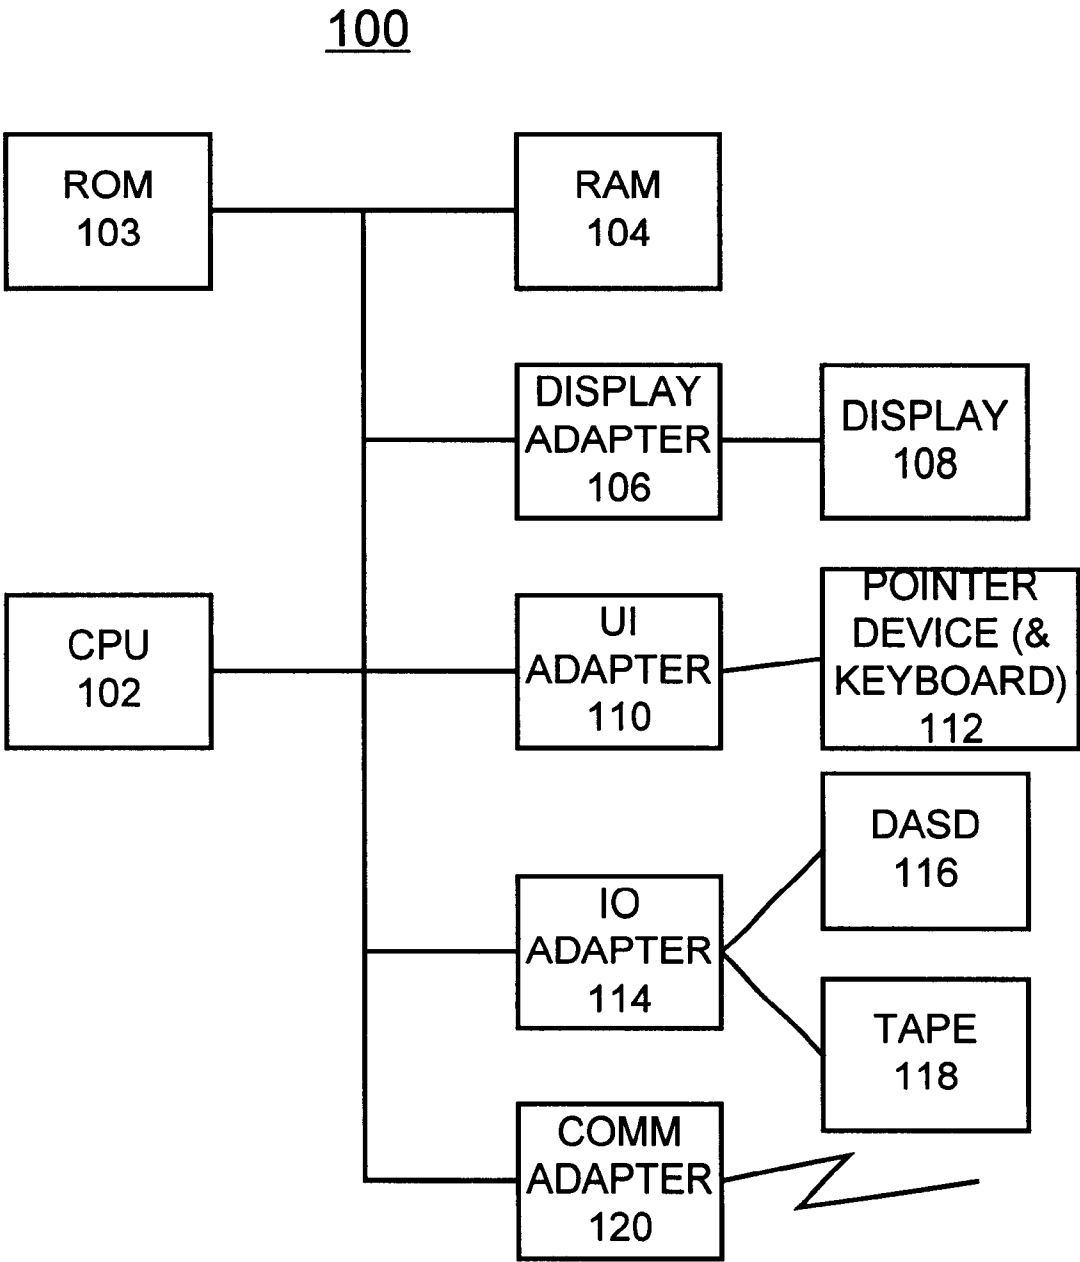 100
ROM
103
RAM
104
DISPLAY
ADAPTER
106
DISPLAY
108
CPU
102
UI
ADAPTER
110
POINTER
DEVICE (&
KEYBOARD)
112
DASD
116
IO
ADAPTER
114
TAPE
118
COMM
ADAPTER
120